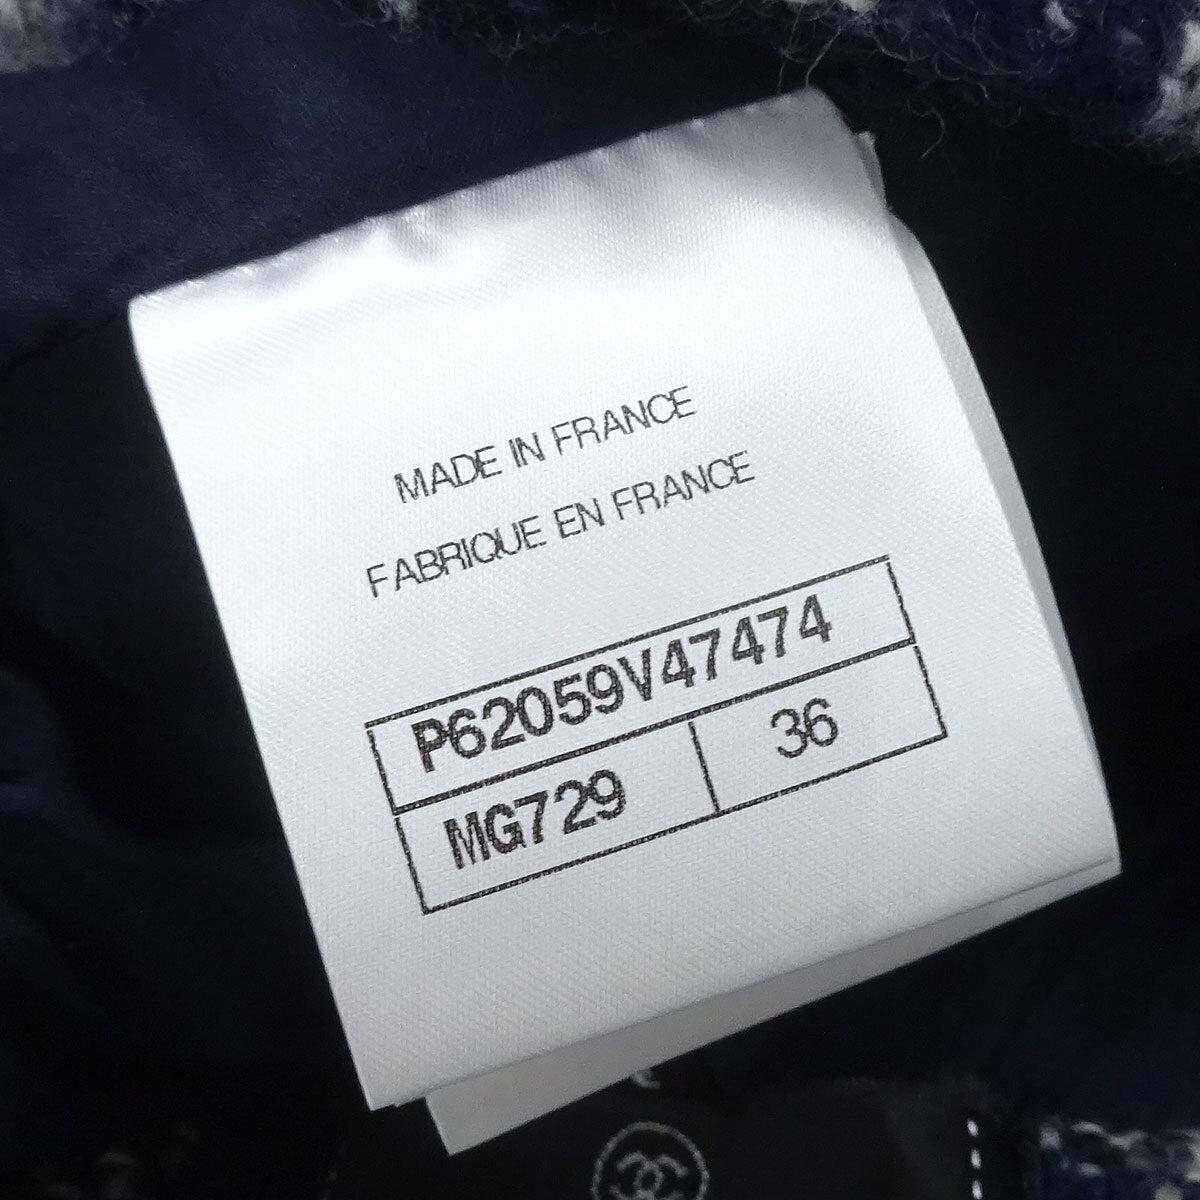 MADE IN FRANCE
FABRIQUE EN FRANCE
P62059V47474
MG729 36